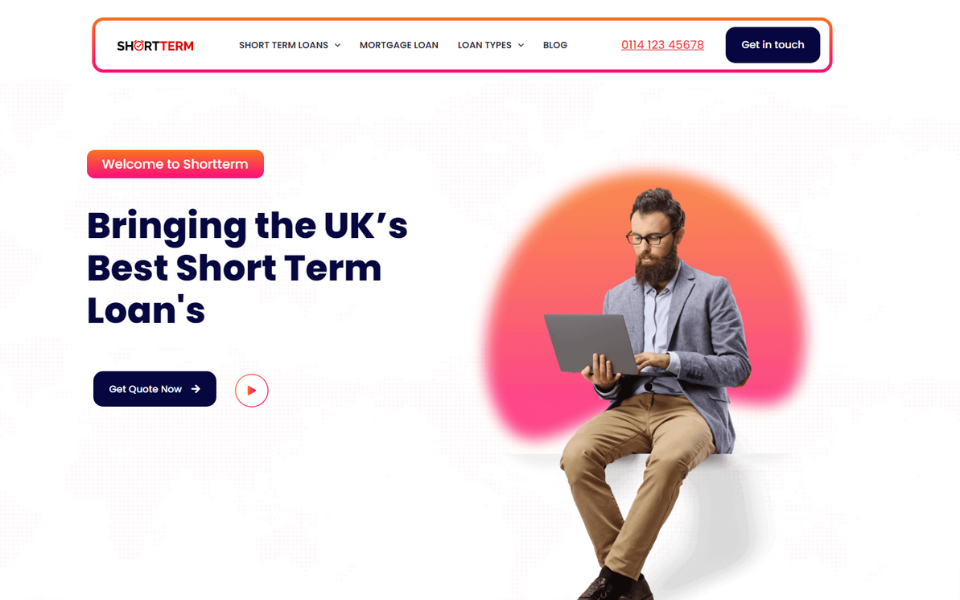 SHORTTERM
SHORT TERM LOANS
MORTGAGE LOAN
LOAN TYPES
BLOG
0114 123 45678
Get in touch
Welcome to Shortterm
Bringing the UK’s
Best Short Term
Loan's
Get Quote Now